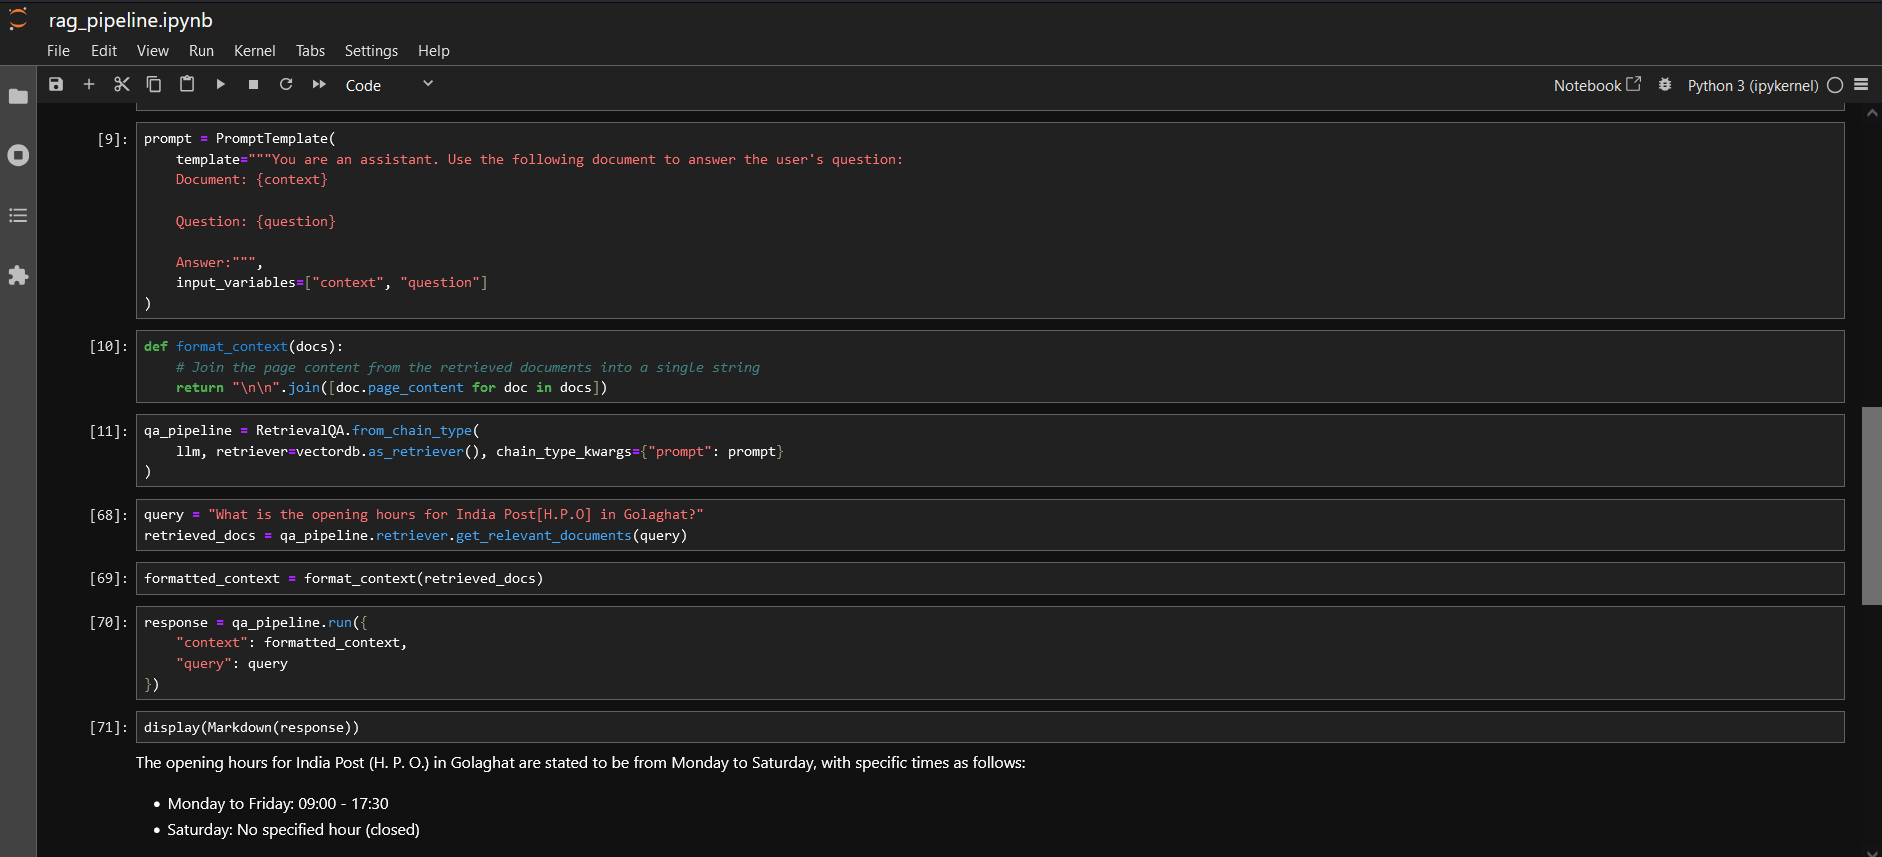 rag_pipeline.ipynb
File Edit View Run Kernel Tabs Settings Help
Code
Notebook
Python 3 (ipykernel)
[9]:
prompt = PromptTemplate(
    template="""You are an assistant. Use the following document to answer the user's question:
    Document: {context}
    Question: {question}
    Answer:""",
    input_variables=["context", "question"]
)
[10]:
def format_context(docs):
    # Join the page content from the retrieved documents into a single string
    return "\n\n".join([doc.page_content for doc in docs])
[11]:
qa_pipeline = RetrievalQA.from_chain_type(
    llm, retriever=vectordb.as_retriever(), chain_type_kwargs={"prompt": prompt}
)
[68]:
query = "What is the opening hours for India Post[H.P.O] in Golaghat?"
retrieved_docs = qa_pipeline.retriever.get_relevant_documents(query)
[69]:
formatted_context = format_context(retrieved_docs)
[70]:
response = qa_pipeline.run({
    "context": formatted_context,
    "query": query
})
[71]:
display(Markdown(response))
The opening hours for India Post (H. P. O.) in Golaghat are stated to be from Monday to Saturday, with specific times as follows:
• Monday to Friday: 09:00 - 17:30
• Saturday: No specified hour (closed)